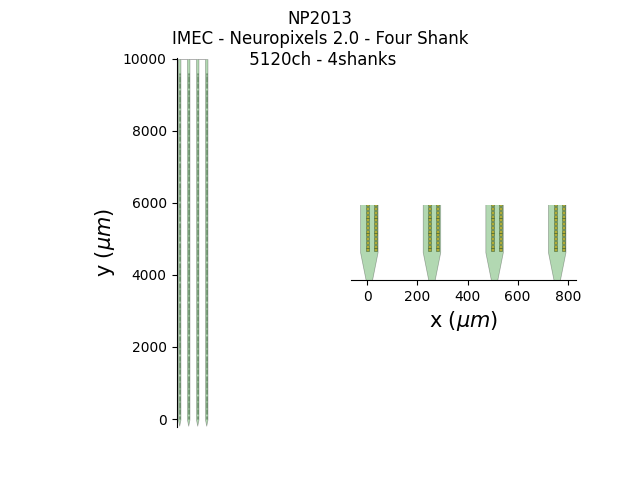 NP2013
IMEC - Neuropixels 2.0 - Four Shank
5120ch - 4shanks
10000
8000
6000
4000
2000
0
y (μm)
0 200 400 600 800
x (μm)